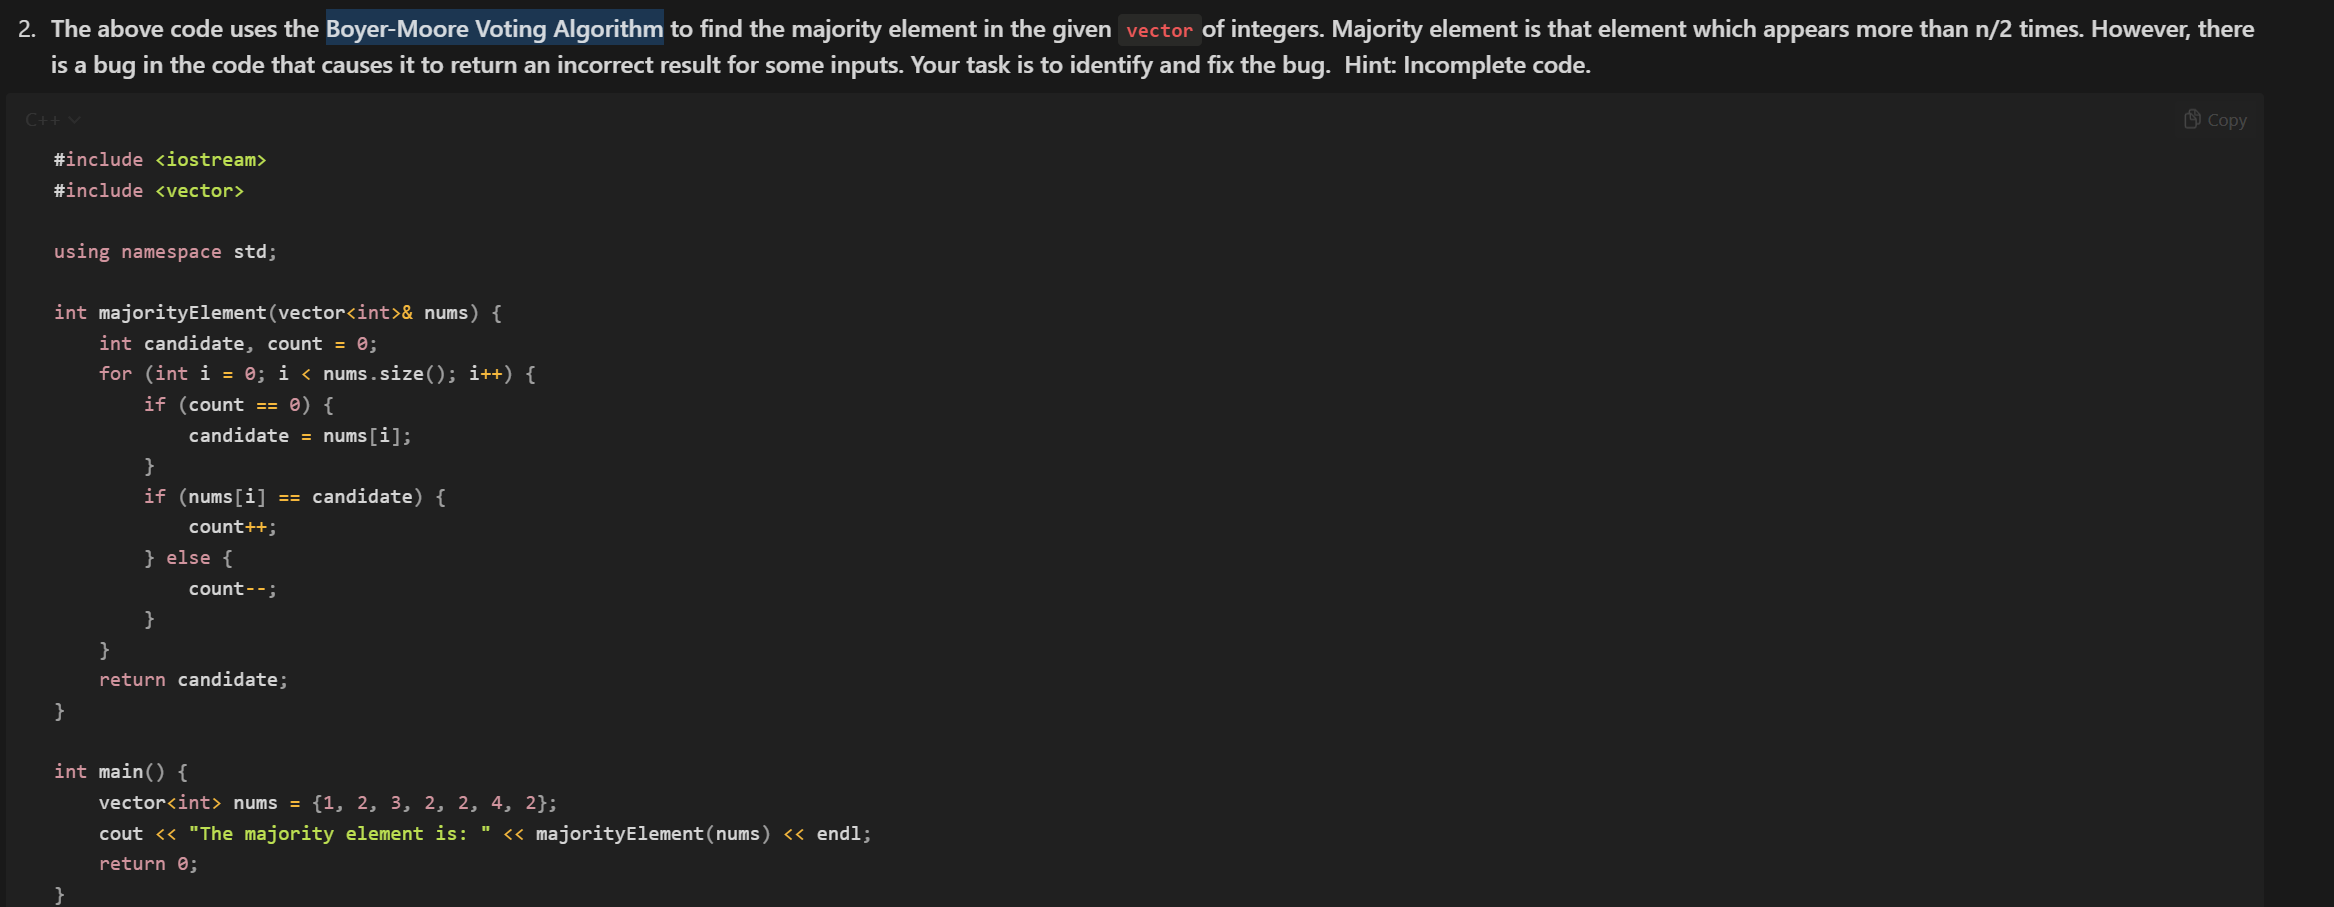 2. The above code uses the Boyer-Moore Voting Algorithm to find the majority element in the given vector of integers. Majority element is that element which appears more than n/2 times. However, there
is a bug in the code that causes it to return an incorrect result for some inputs. Your task is to identify and fix the bug.  Hint: Incomplete code.
C++
Copy
#include <iostream>
#include <vector>
using namespace std;
int majorityElement(vector<int>& nums) {
    int candidate, count = 0;
    for (int i = 0; i < nums.size(); i++) {
        if (count == 0) {
            candidate = nums[i];
        }
        if (nums[i] == candidate) {
            count++;
        } else {
            count--;
        }
    }
    return candidate;
}
int main() {
    vector<int> nums = {1, 2, 3, 2, 2, 4, 2};
    cout << "The majority element is: " << majorityElement(nums) << endl;
    return 0;
}